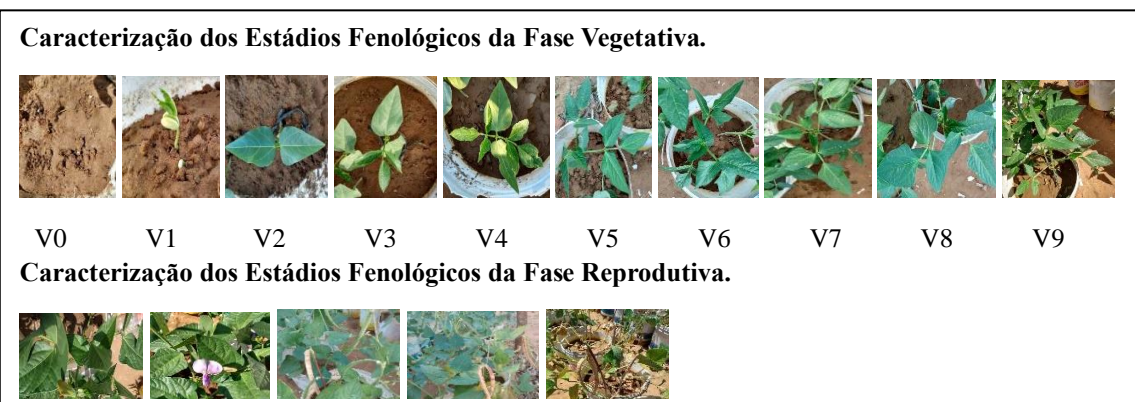 Caracterização dos Estádios Fenológicos da Fase Vegetativa.
V0 V1 V2 V3 V4 V5 V6 V7 V8 V9
Caracterização dos Estádios Fenológicos da Fase Reprodutiva.